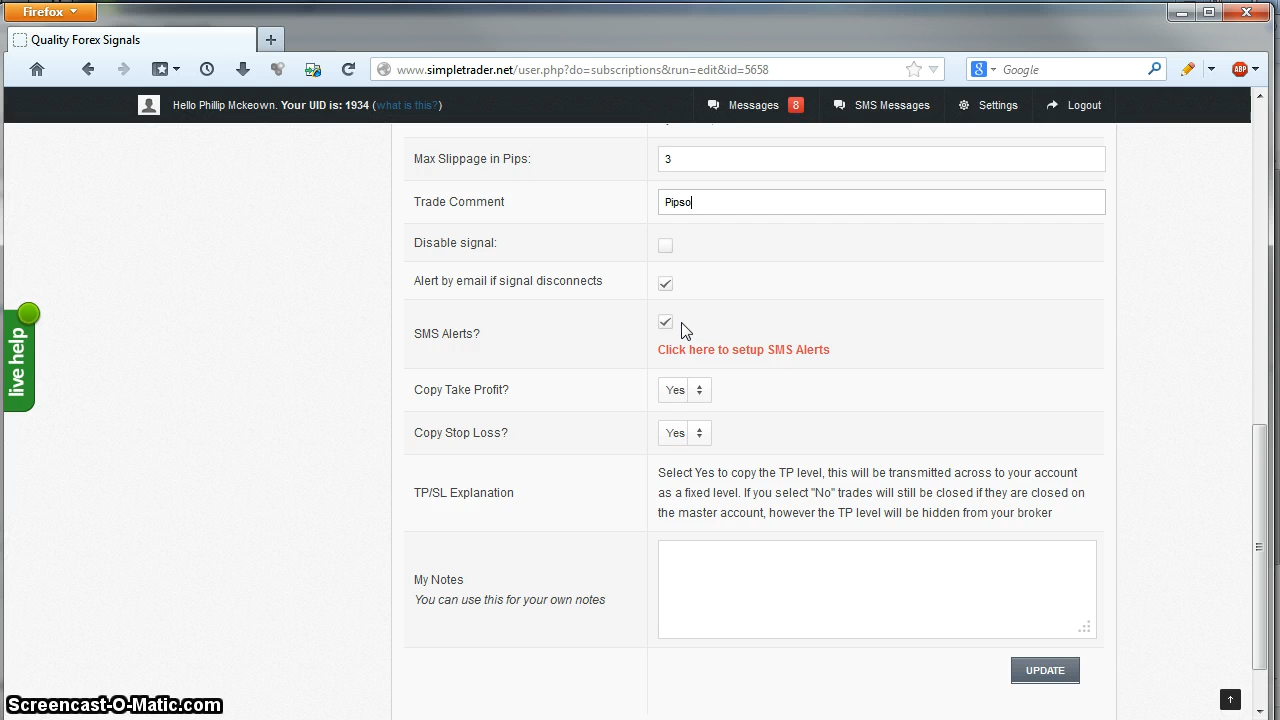 Firefox
Quality Forex Signals
www.simpletrader.net/user.php?do=subscriptions&run=edit&id=5658
Google
ABP
Hello Phillip Mckeown. Your UID is: 1934 (what is this?)
Messages 8
SMS Messages
Settings
Logout
Max Slippage in Pips: 3
Trade Comment Pipso
Disable signal:
Alert by email if signal disconnects
SMS Alerts?
Click here to setup SMS Alerts
Copy Take Profit? Yes
Copy Stop Loss? Yes
Select Yes to copy the TP level, this will be transmitted across to your account
TP/SL Explanation as a fixed level. If you select "No" trades will still be closed if they are closed on
the master account, however the TP level will be hidden from your broker
My Notes
You can use this for your own notes
UPDATE
live help
Screencast-O-Matic.com